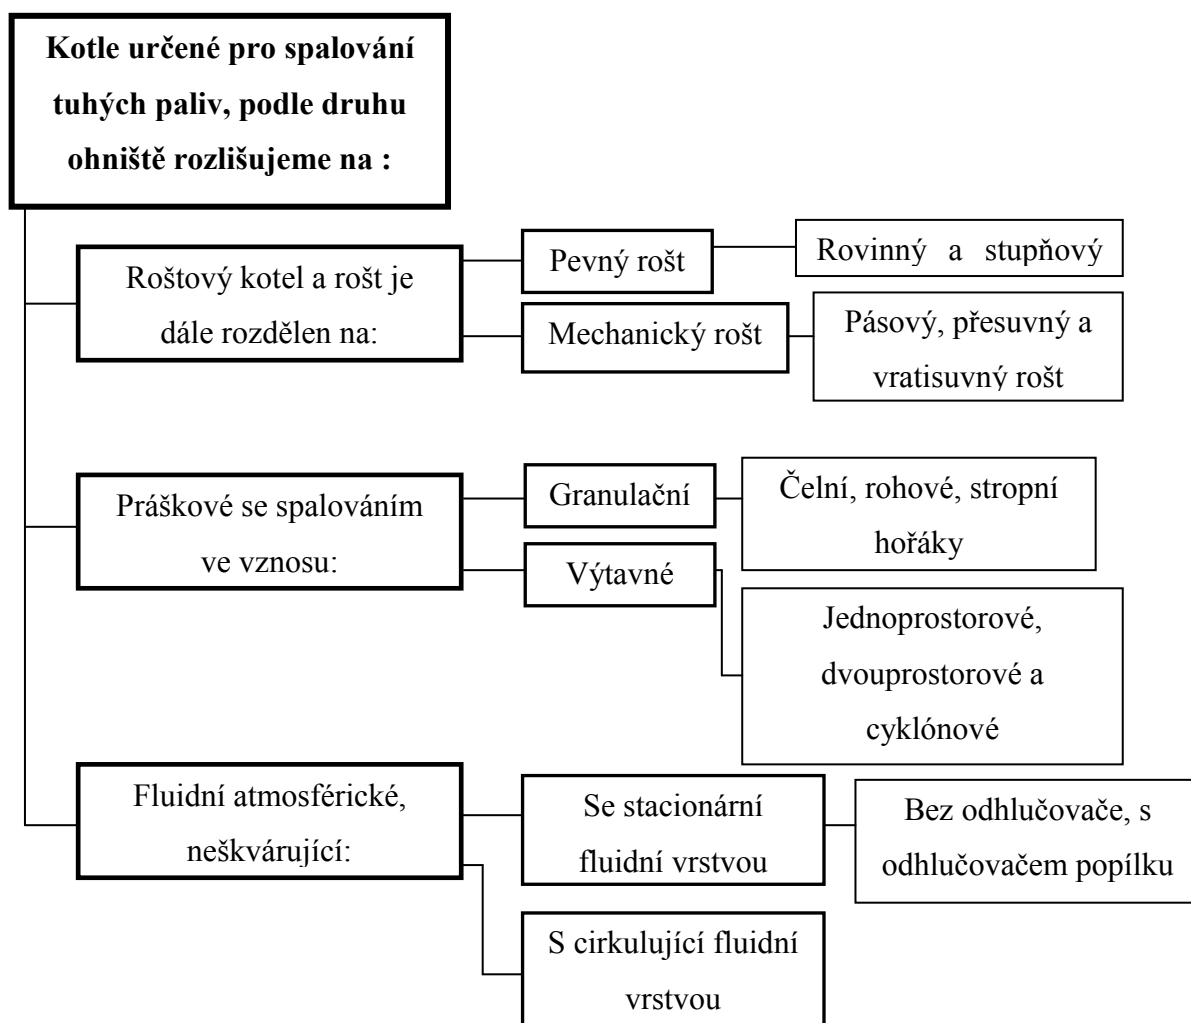 Kotle určené pro spalování
tuhých paliv, podle druhu
ohniště rozlišujeme na :
Roštový kotel a rošt je
dále rozdělen na:
Pevný rošt
Rovinný a stupňový
Mechanický rošt
Pásový, přesuvný a
vratisuvný rošt
Práškové se spalováním
ve vznosu:
Granulační
Čelní, rohové, stropní
hořáky
Výtavné
Jednoprostorové,
dvouprostorové a
cyklónové
Fluidní atmosférické,
neškvárující:
Se stacionární
fluidní vrstvou
Bez odhlučovače, s
odhlučovačem popílku
S cirkulující fluidní
vrstvou